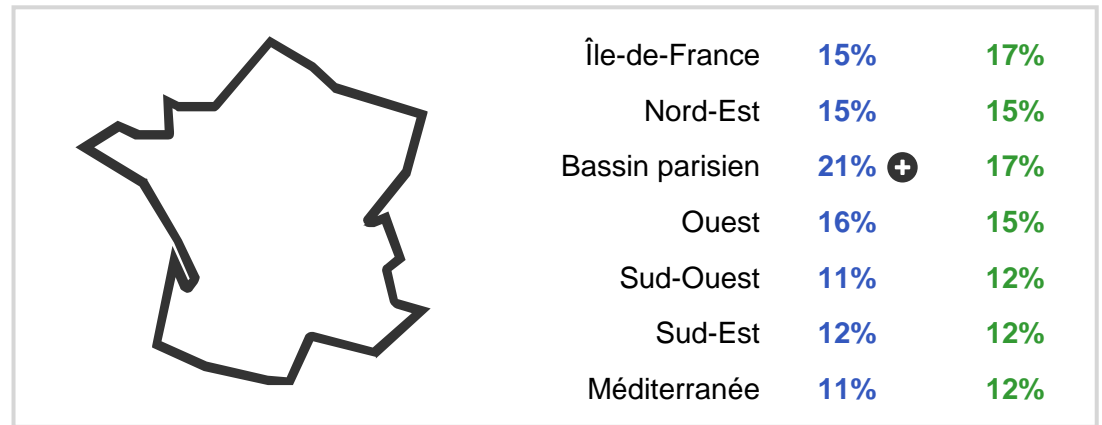 Île-de-France 15% 17%
Nord-Est 15% 15%
Bassin parisien 21% + 17%
Ouest 16% 15%
Sud-Ouest 11% 12%
Sud-Est 12% 12%
Méditerranée 11% 12%